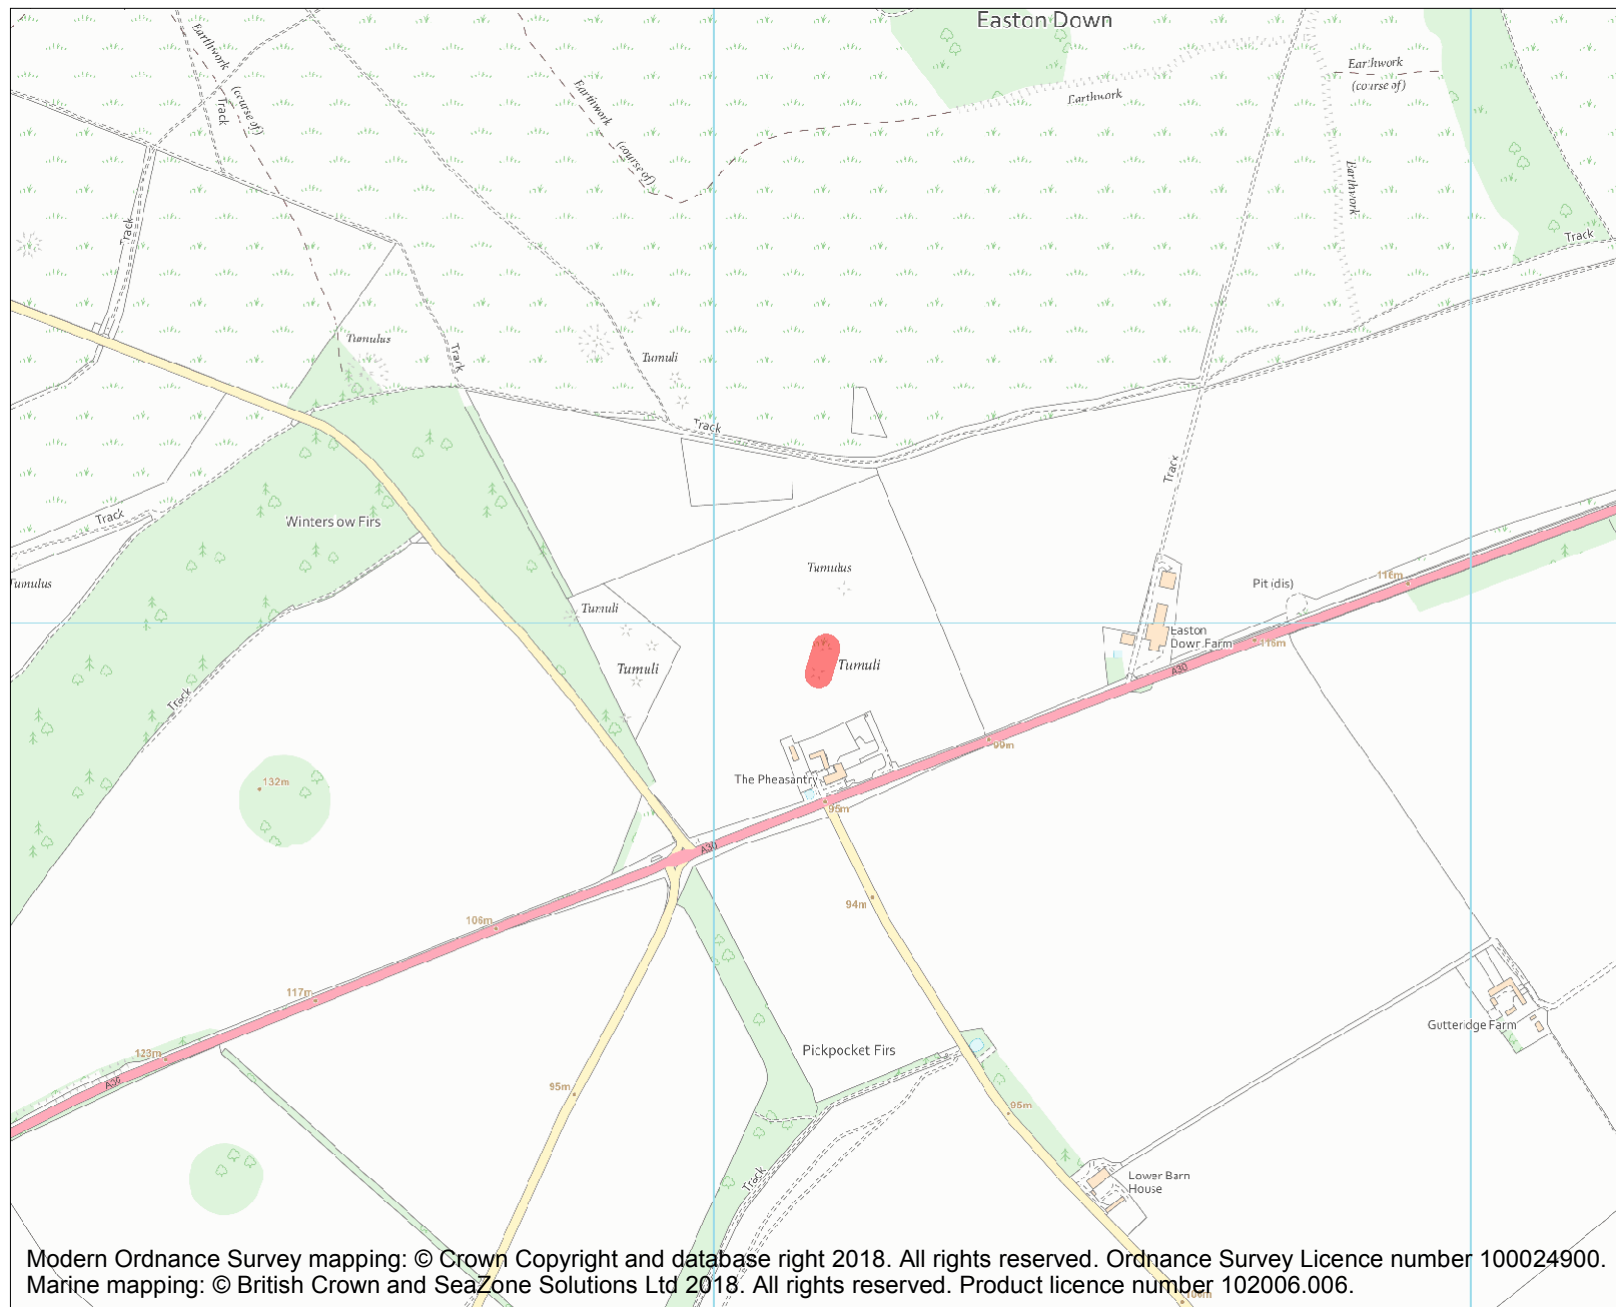 Easton Down
Earthwork
(course of)
Track
Earthwork
(course of)
Earthwork
Earthwork
(course of)
Earthwork
Track
Track
Tumulus
Track
Tumuli
Track
Track
Track
Winterslow Firs
Tumulus
Tumulus
Tumuli
Tumuli
Tumuli
Pit (dis)
116m
Easton
Down Farm
116m
A30
Track
99m
The Pheasantry
95m
132m
A30
94m
106m
117m
123m
A30
Pickpocket Firs
95m
95m
Gutteridge Farm
Track
Lower Barn
House
Modern Ordnance Survey mapping: © Crown Copyright and database right 2018. All rights reserved. Ordnance Survey Licence number 100024900.
Marine mapping: © British Crown and SeaZone Solutions Ltd 2018. All rights reserved. Product licence number 102006.006.